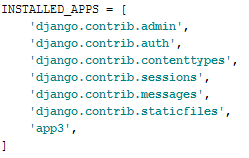 INSTALLED_APPS = [
    'django.contrib.admin',
    'django.contrib.auth',
    'django.contrib.contenttypes',
    'django.contrib.sessions',
    'django.contrib.messages',
    'django.contrib.staticfiles',
    'app3',
]